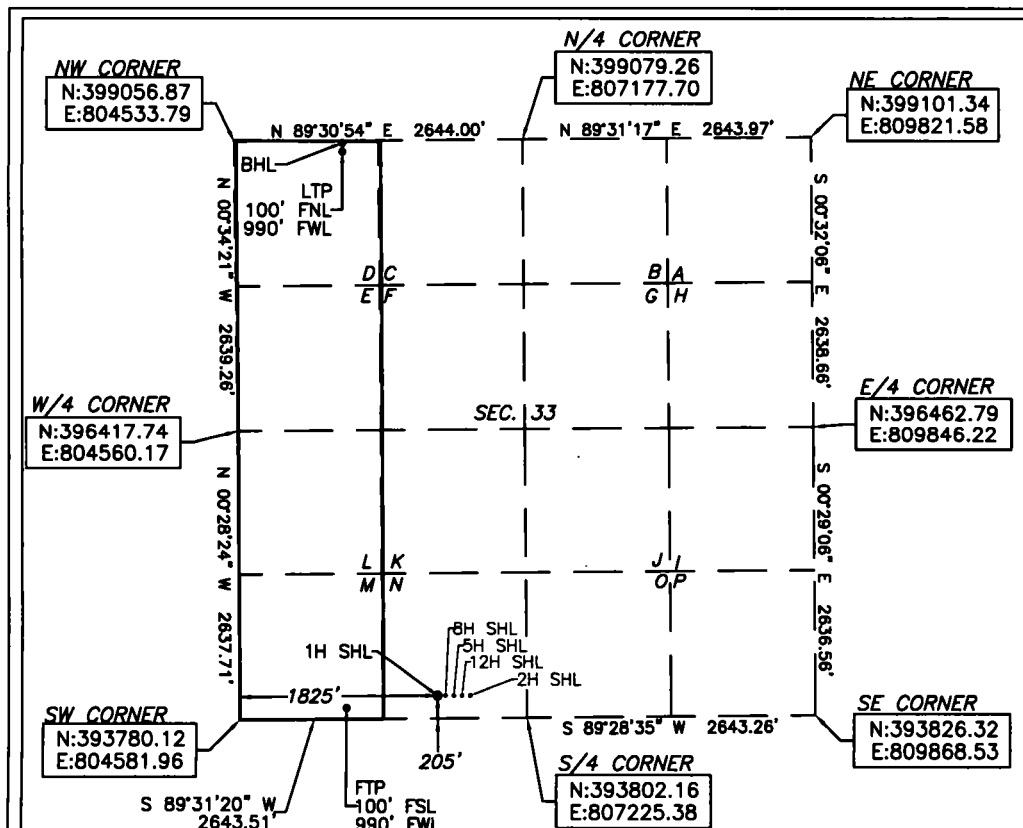 N/4 CORNER
N:399079.26
E:807177.70
NW CORNER
N:399056.87
E:804533.79
NE CORNER
N:399101.34
E:809821.58
N 89°30'54" E 2644.00'
N 89°31'17" E 2643.97'
BHL
LTP
100' FNL
990' FWL
N 00°34'21" W 2639.26'
S 00°32'06" E 2638.66'
D C
E F
B A
G H
W/4 CORNER
N:396417.74
E:804560.17
SEC. 33
E/4 CORNER
N:396462.79
E:809846.22
N 00°28'24" W 2637.71'
S 00°29'06" E 2636.56'
L K
M N
J I
O P
8H SHL
5H SHL
12H SHL
2H SHL
1H SHL
1825'
205'
SW CORNER
N:393780.12
E:804581.96
S 89°28'35" W 2643.26'
SE CORNER
N:393826.32
E:809868.53
S/4 CORNER
N:393802.16
E:807225.38
S 89°31'20" W
2643.51'
FTP
100' FSL
990' FWL